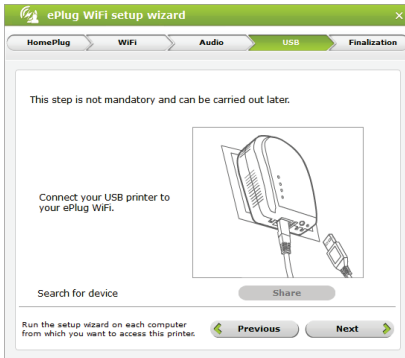 ePlug WiFi setup wizard
HomePlug WiFi Audio USB Finalization
This step is not mandatory and can be carried out later.
Connect your USB printer to
your ePlug WiFi.
Search for device Share
Run the setup wizard on each computer
from which you want to access this printer.
Previous Next